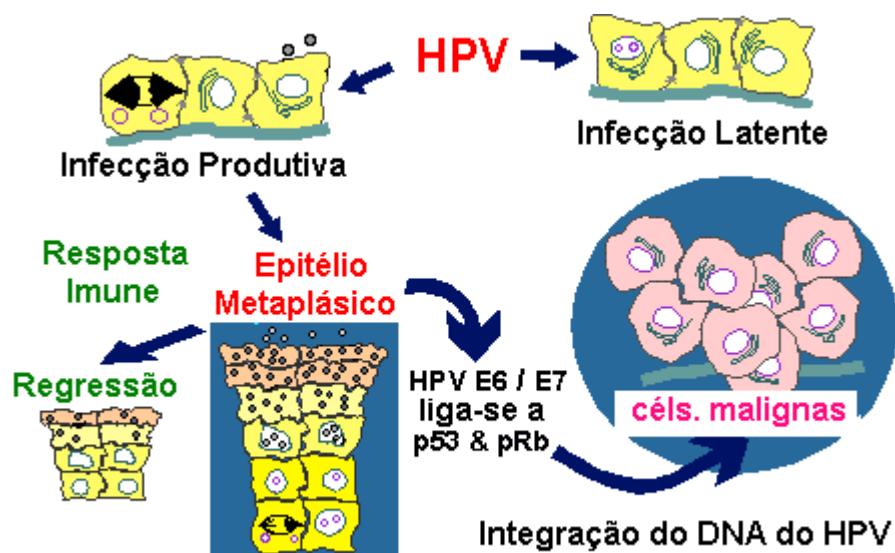 HPV
Infecção Produtiva
Infecção Latente
Resposta
Imune
Epitélio
Metaplásico
Regressão
HPV E6 / E7
liga-se a
p53 & pRb
céls. malignas
Integração do DNA do HPV